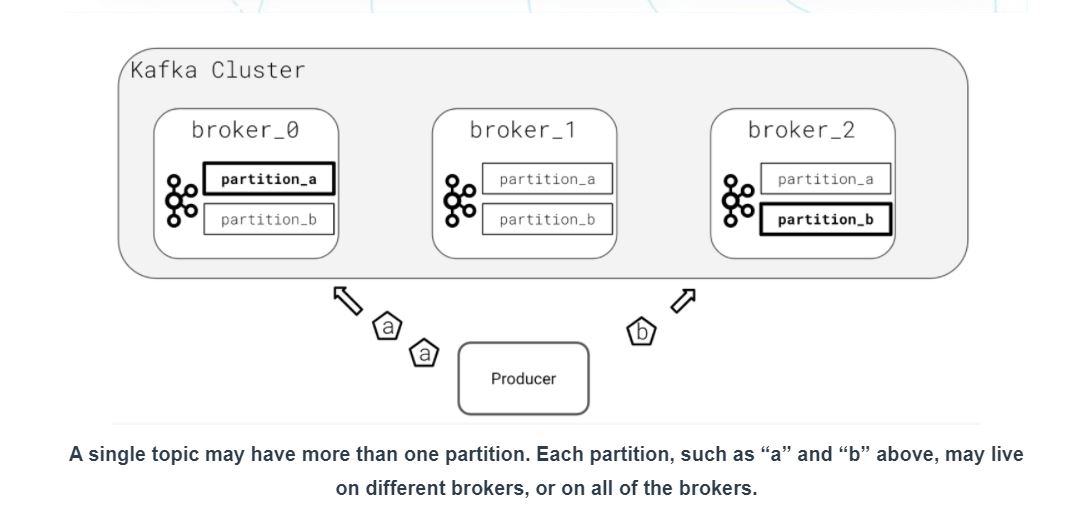 Kafka Cluster
broker_0
partition_a
partition_b
broker_1
partition_a
partition_b
broker_2
partition_a
partition_b
a
a
b
Producer
A single topic may have more than one partition. Each partition, such as “a” and “b” above, may live
on different brokers, or on all of the brokers.